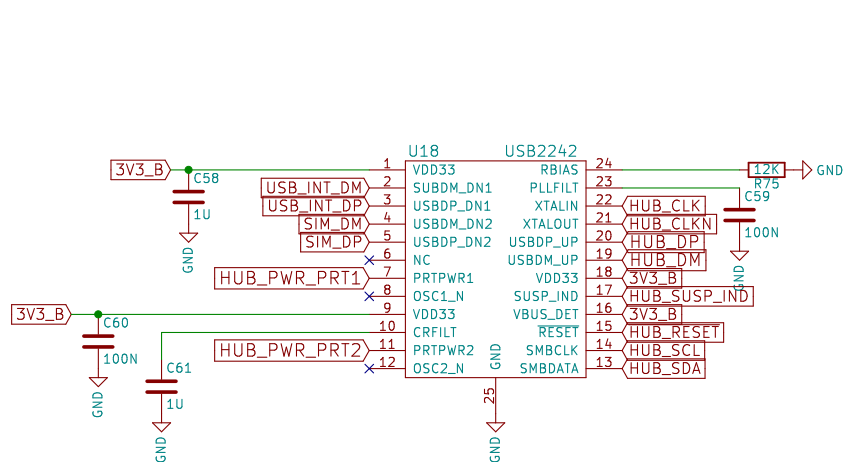 U18 USB2242
3V3_B 1 VDD33 RBIAS 24 12K GND
C58 R75
USB_INT_DM 2 SUBDM_DN1 PLLFILT 23
C59
USB_INT_DP 3 USBDP_DN1 XTALIN 22 HUB_CLK
1U
SIM_DM 4 USBDM_DN2 XTALOUT 21 HUB_CLKN
100N
SIM_DP 5 USBDP_DN2 USBDP_UP 20 HUB_DP
GND 6 NC USBDM_UP 19 HUB_DM
HUB_PWR_PRT1 7 PRTPWR1 VDD33 18 3V3_B GND
8 OSC1_N SUSP_IND 17 HUB_SUSP_IND
3V3_B 9 VDD33 VBUS_DET 16 3V3_B
C60
10 CRFILT RESET 15 HUB_RESET
HUB_PWR_PRT2 11 PRTPWR2 GND SMBCLK 14 HUB_SCL
100N
C61 12 OSC2_N SMBDATA 13 HUB_SDA
GND 1U 25
GND GND